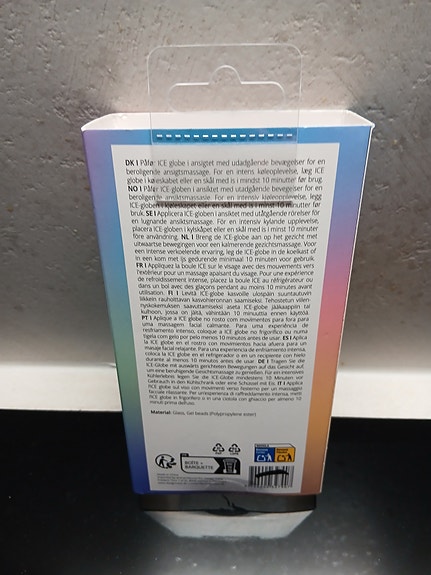 DK I Påfør ICE globe i ansigtet med udadgående bevægelser for en
beroligende ansigtsmassage. For en intens køleoplevelse, læg ICE
globe i køleskabet eller en skål med is i mindst 10 minutter før brug.
NO I Påfør ICE-globen i ansiktet med utadgående bevegelser for en
beroligende ansiktsmassasje. For en intensiv kjøleopplevelse, legg
ICE-globen i kjøleskapet eller en skål med is i minst 10 minutter før
bruk. SE I Applicera ICE-globen i ansiktet med utåtgående rörelser för
en lugnande ansiktsmassage. För en intensiv kylande upplevelse,
placera ICE-globen i kylskåpet eller en skål med is i minst 10 minuter
före användning. NL I Breng de ICE-globe aan op het gezicht met
uitwaartse bewegingen voor een kalmerende gezichtsmassage. Voor
een intense verkoelende ervaring, leg de ICE-globe in de koelkast of
in een kom met ijs gedurende minimaal 10 minuten voor gebruik.
FR I Appliquez la boule ICE sur le visage avec des mouvements vers
l'extérieur pour un massage apaisant du visage. Pour une expérience
de refroidissement intense, placez la boule ICE au réfrigérateur ou
dans un bol avec des glaçons pendant au moins 10 minutes avant
utilisation. FI I Levitä ICE-globe kasvoille ulospäin suuntautuvin
liikkein rauhoittavan kasvohieronnan saamiseksi. Tehostetun viilen-
nyskokemuksen saavuttamiseksi aseta ICE-globe jääkaappiin tai
kulhoon, jossa on jäitä, vähintään 10 minuuttia ennen käyttöä.
PT I Aplique a ICE globe no rosto com movimentos para fora para
uma massagem facial calmante. Para uma experiência de
resfriamento intenso, coloque a ICE globe no frigorífico ou numa
tigela com gelo por pelo menos 10 minutos antes de usar. ES I Aplica
la ICE globe en el rostro con movimientos hacia afuera para un
masaje facial relajante. Para una experiencia de enfriamiento intenso,
coloca la ICE globe en el refrigerador o en un recipiente con hielo
durante al menos 10 minutos antes de usar. DE I Tragen Sie die
ICE-Globe mit auswärts gerichteten Bewegungen auf das Gesicht auf,
um eine beruhigende Gesichtsmassage zu genießen. Für ein intensives
Kühlerlebnis legen Sie die ICE-Globe mindestens 10 Minuten vor
Gebrauch in den Kühlschrank oder eine Schüssel mit Eis. IT I Applica
l'ICE globe sul viso con movimenti verso l'esterno per un massaggio
facciale rilassante. Per un'esperienza di raffreddamento intenso, metti
l'ICE globe in frigorifero o in una ciotola con ghiaccio per almeno 10
minuti prima dell'uso.
Material: Glass, Gel beads (Polypropylene ester)
BOÎTE +
BARQUETTE